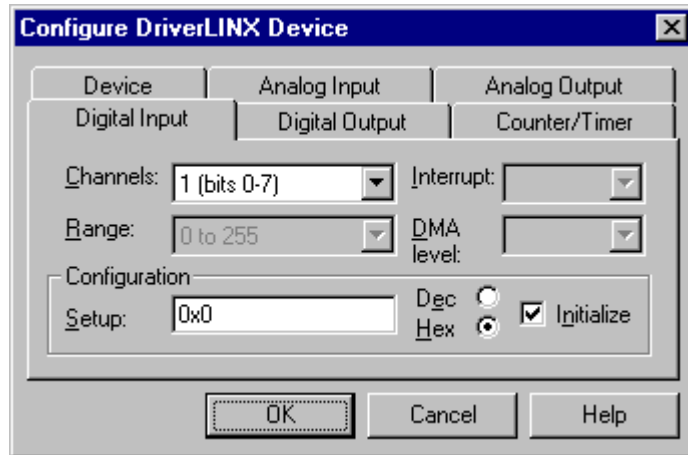 Configure DriverLINX Device
Device Analog Input Analog Output
Digital Input Digital Output Counter/Timer
Channels: 1 (bits 0-7) Interrupt:
Range: 0 to 255 DMA level:
Configuration
Setup: 0x0 Dec Hex Initialize
OK Cancel Help